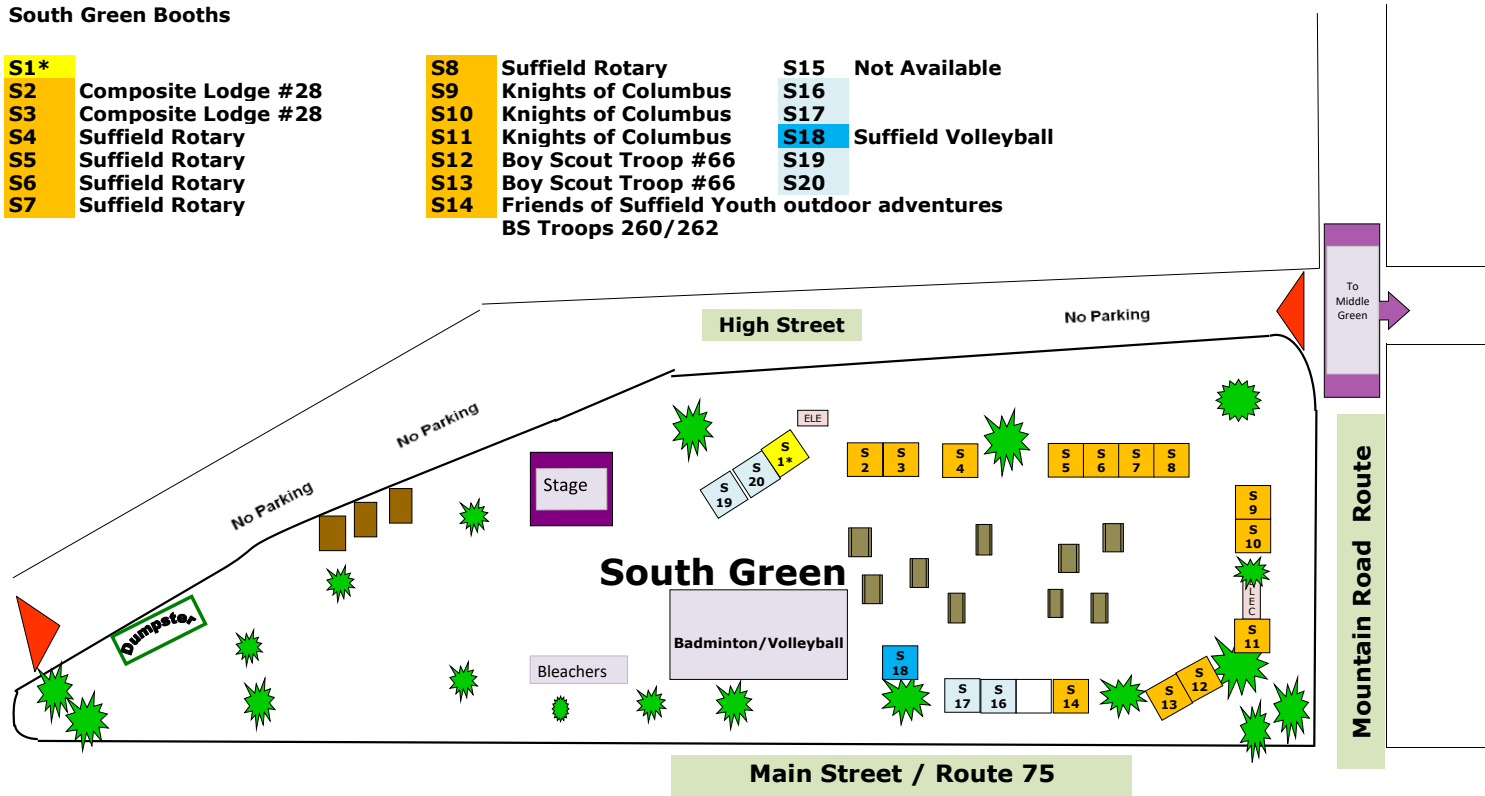 South Green Booths
S1*
S2 Composite Lodge #28
S3 Composite Lodge #28
S4 Suffield Rotary
S5 Suffield Rotary
S6 Suffield Rotary
S7 Suffield Rotary
S8 Suffield Rotary
S9 Knights of Columbus
S10 Knights of Columbus
S11 Knights of Columbus
S12 Boy Scout Troop #66
S13 Boy Scout Troop #66
S14 Friends of Suffield Youth outdoor adventures
BS Troops 260/262
S15 Not Available
S16
S17
S18 Suffield Volleyball
S19
S20
To
Middle
Green
High Street
No Parking
No Parking
No Parking
ELE
S
1*
S
20
S
19
S
2
S
3
S
4
S
5
S
6
S
7
S
8
Stage
S
9
S
10
South Green
L
E
C
S
11
Dumpster
Badminton/Volleyball
Bleachers
S
18
S
12
S
13
S
17
S
16
S
14
Mountain Road Route
Main Street / Route 75